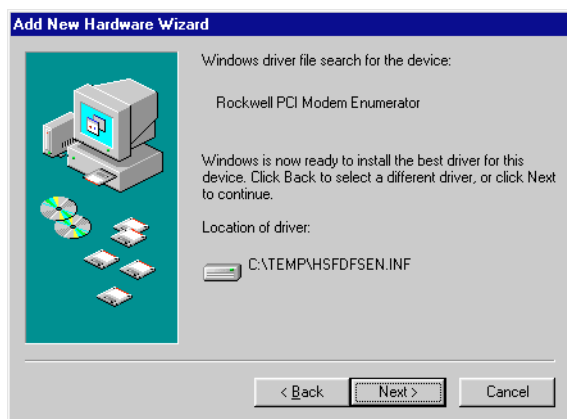 Add New Hardware Wizard
Windows driver file search for the device:
Rockwell PCI Modem Enumerator
Windows is now ready to install the best driver for this
device. Click Back to select a different driver, or click Next
to continue.
Location of driver:
C:\TEMP\HSFDFSEN.INF
< Back
Next >
Cancel